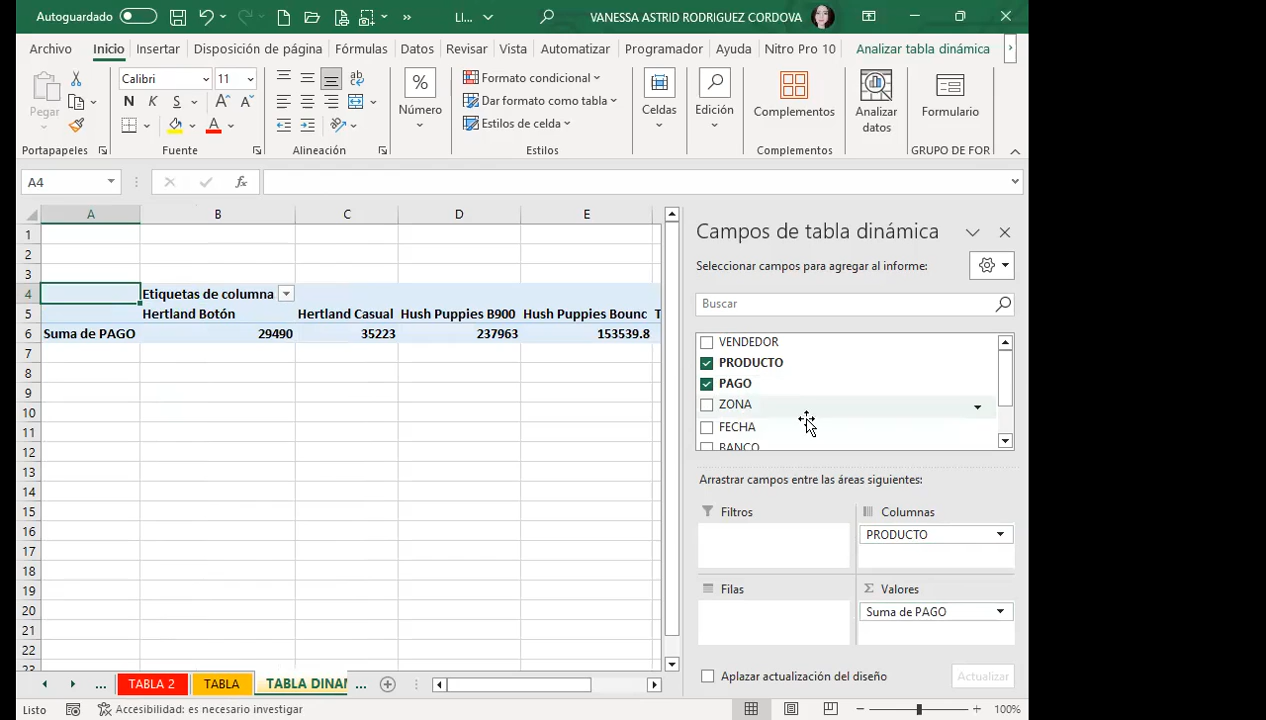 Autoguardado
LI...
VANESSA ASTRID RODRIGUEZ CORDOVA
Archivo Inicio Insertar Disposición de página Fórmulas Datos Revisar Vista Automatizar Programador Ayuda Nitro Pro 10 Analizar tabla dinámica
Pegar
Portapapeles
Calibri 11
N K S
Fuente
Alineación
Número
Formato condicional
Dar formato como tabla
Estilos de celda
Estilos
Celdas
Edición
Complementos
Complementos
Analizar datos
Formulario
GRUPO DE FOR
A4
fx
A B C D E
1
2
3
4 Etiquetas de columna
5 Hertland Botón Hertland Casual Hush Puppies B900 Hush Puppies Bounc T
6 Suma de PAGO 29490 35223 237963 153539.8
7
8
9
10
11
12
13
14
15
16
17
18
19
20
21
22
23
Campos de tabla dinámica
Seleccionar campos para agregar al informe:
Buscar
VENDEDOR
PRODUCTO
PAGO
ZONA
FECHA
BANCO
Arrastrar campos entre las áreas siguientes:
Filtros
Columnas
PRODUCTO
Filas
Valores
Suma de PAGO
Aplazar actualización del diseño
Actualizar
... TABLA 2 TABLA TABLA DINAM ...
Listo
Accesibilidad: es necesario investigar
100%